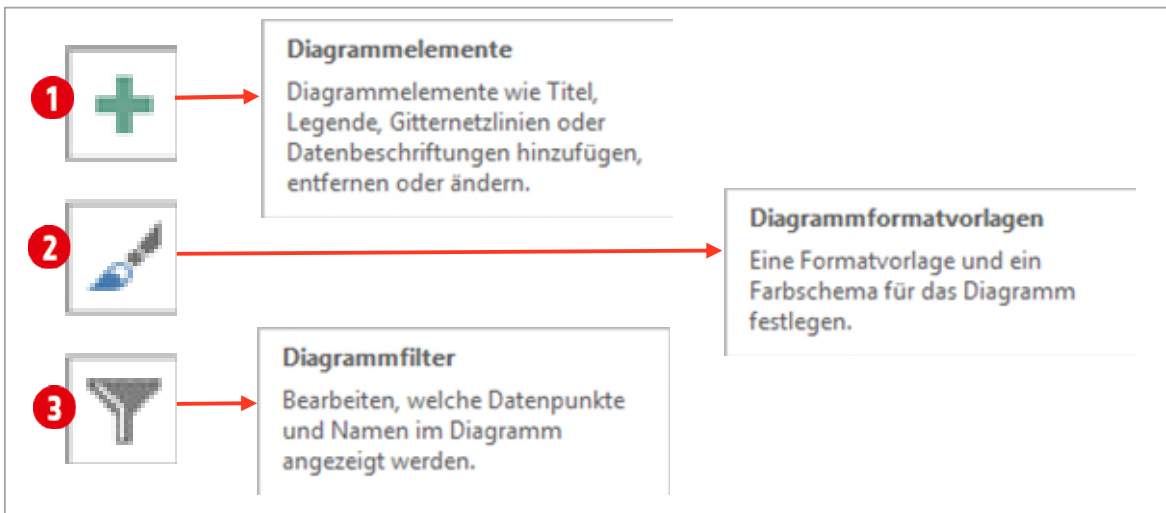 1
Diagrammelemente
Diagrammelemente wie Titel,
Legende, Gitternetzlinien oder
Datenbeschriftungen hinzufügen,
entfernen oder ändern.
2
Diagrammformatvorlagen
Eine Formatvorlage und ein
Farbschema für das Diagramm
festlegen.
3
Diagrammfilter
Bearbeiten, welche Datenpunkte
und Namen im Diagramm
angezeigt werden.